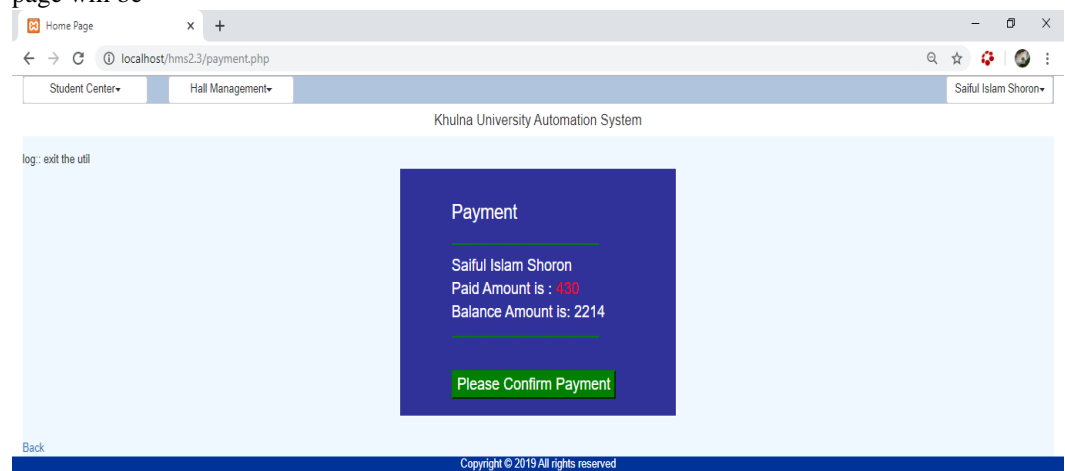 page will be
Home Page
localhost/hms2.3/payment.php
Student Center
Hall Management
Saiful Islam Shoron
Khulna University Automation System
log:: exit the util
Payment
Saiful Islam Shoron
Paid Amount is : 430
Balance Amount is: 2214
Please Confirm Payment
Back
Copyright © 2019 All rights reserved